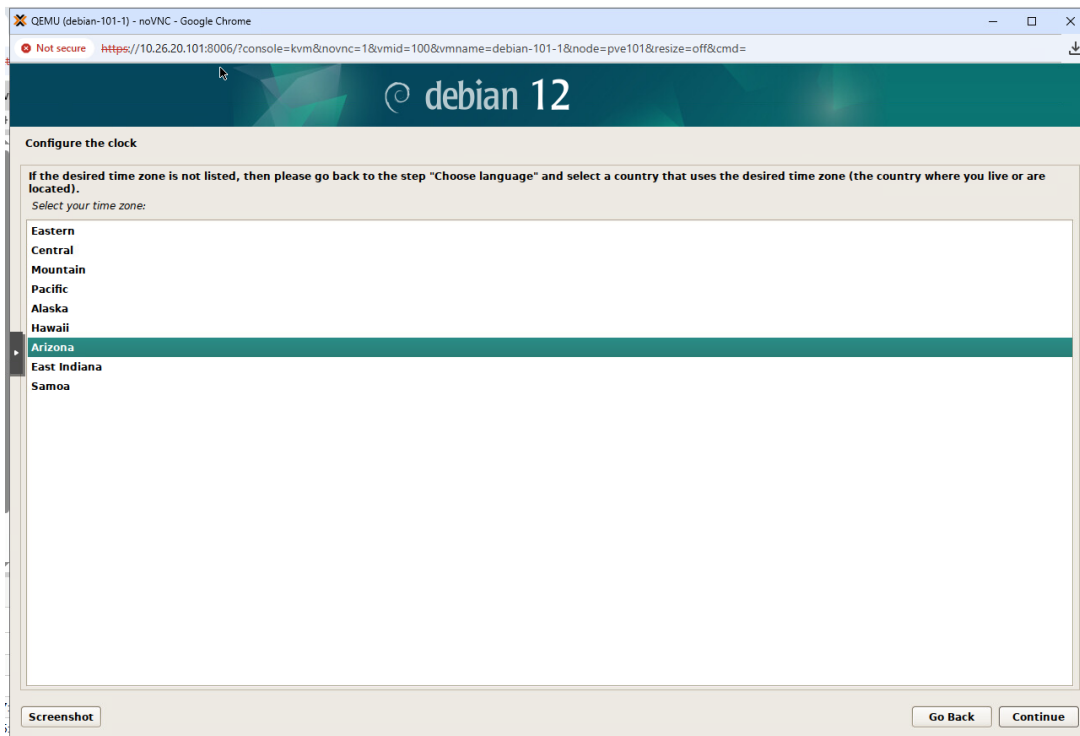 QEMU (debian-101-1) - noVNC - Google Chrome
Not secure https://10.26.20.101:8006/?console=kvm&novnc=1&vmid=100&vmname=debian-101-1&node=pve101&resize=off&cmd=
debian 12
Configure the clock
If the desired time zone is not listed, then please go back to the step "Choose language" and select a country that uses the desired time zone (the country where you live or are
located).
Select your time zone:
Eastern
Central
Mountain
Pacific
Alaska
Hawaii
Arizona
East Indiana
Samoa
Screenshot
Go Back
Continue